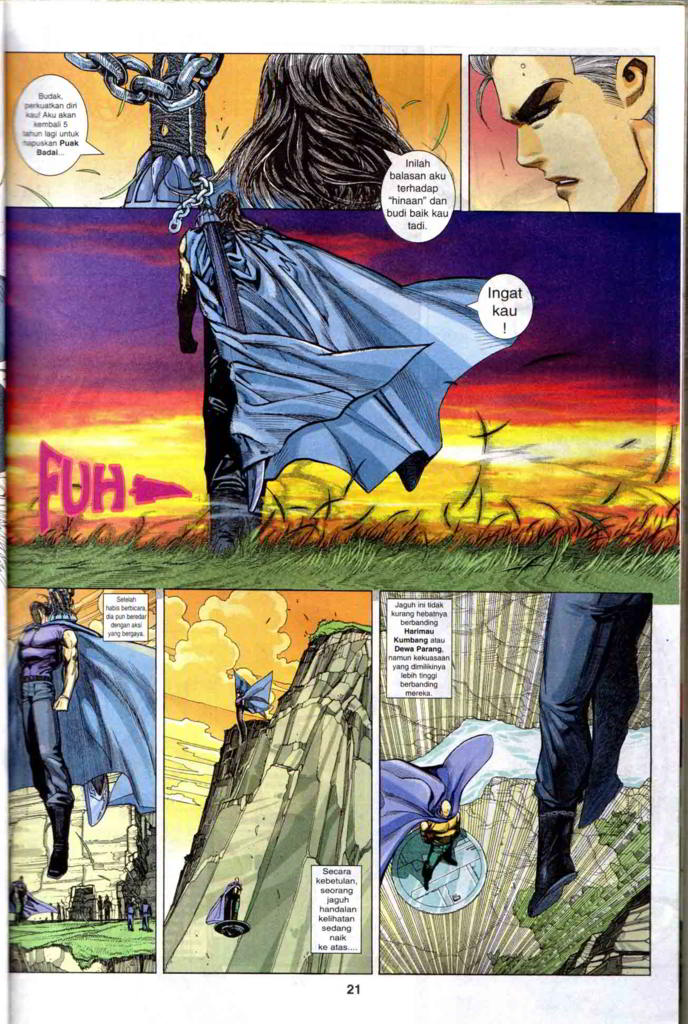 Budak,
perkuatkan diri
kau! Aku akan
kembali 5
tahun lagi untuk
hapuskan Puak
Badai...
Inilah
balasan aku
terhadap
"hinaan" dan
budi baik kau
tadi.
Ingat
kau
!
FUH
Setelah
habis berbicara,
dia pun beredar
dengan aksi
yang bergaya.
Secara
kebetulan,
seorang
jaguh
handalan
kelihatan
sedang
naik
ke atas....
Jaguh ini tidak
kurang hebatnya
berbanding
Harimau
Kumbang atau
Dewa Parang,
namun kekuasaan
yang dimilikinya
lebih tinggi
berbanding
mereka.
21